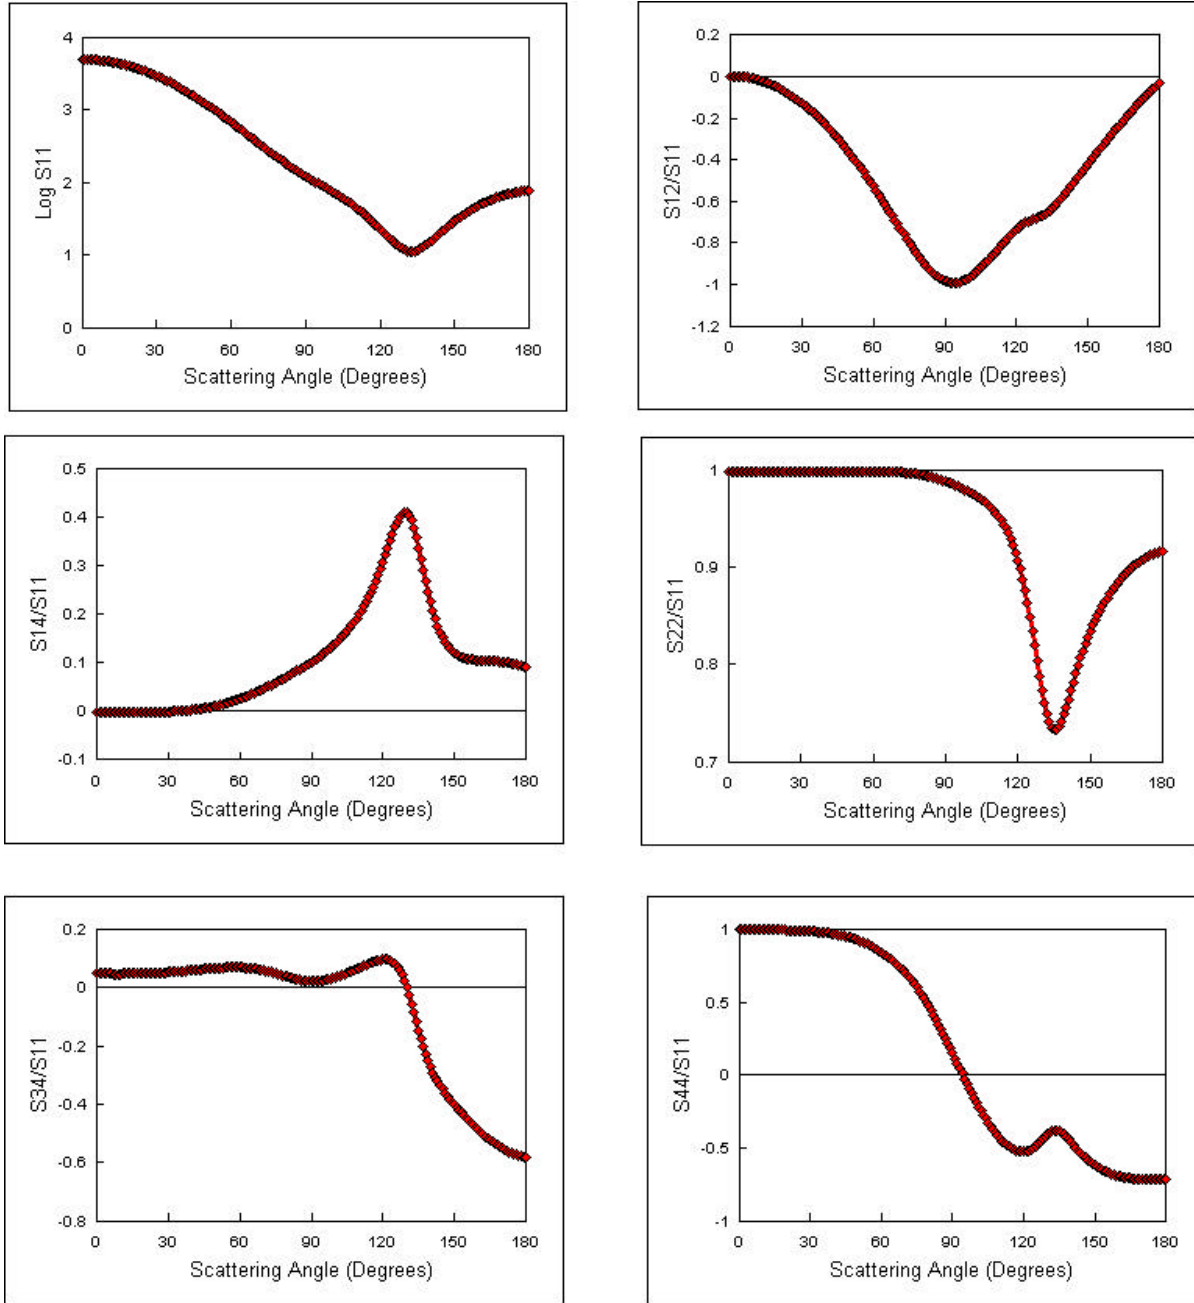 4
3
2
1
0
Log S11
0 30 60 90 120 150 180
Scattering Angle (Degrees)
0.2
0
-0.2
-0.4
-0.6
-0.8
-1
-1.2
S12/S11
0 30 60 90 120 150 180
Scattering Angle (Degrees)
0.5
0.4
0.3
0.2
0.1
0
-0.1
S14/S11
0 30 60 90 120 150 180
Scattering Angle (Degrees)
1
0.9
0.8
0.7
S22/S11
0 30 60 90 120 150 180
Scattering Angle (Degrees)
0.2
0
-0.2
-0.4
-0.6
-0.8
S34/S11
0 30 60 90 120 150 180
Scattering Angle (Degrees)
1
0.5
0
-0.5
-1
S44/S11
0 30 60 90 120 150 180
Scattering Angle (Degrees)